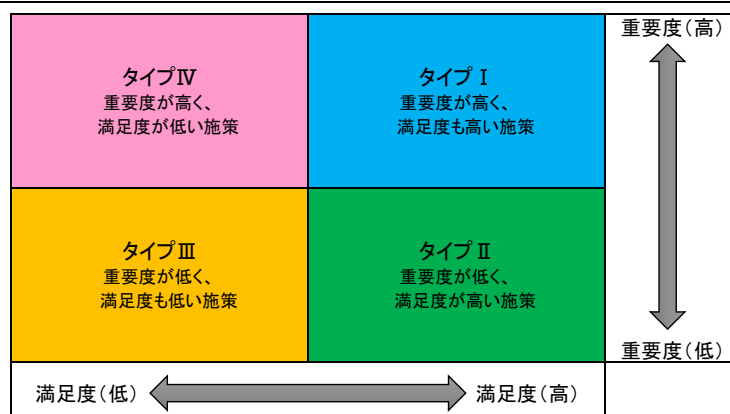 タイプⅣ
重要度が高く、
満足度が低い施策
タイプⅠ
重要度が高く、
満足度も高い施策
重要度(高)
タイプⅢ
重要度が低く、
満足度も低い施策
タイプⅡ
重要度が低く、
満足度が高い施策
重要度(低)
満足度(低)
満足度(高)